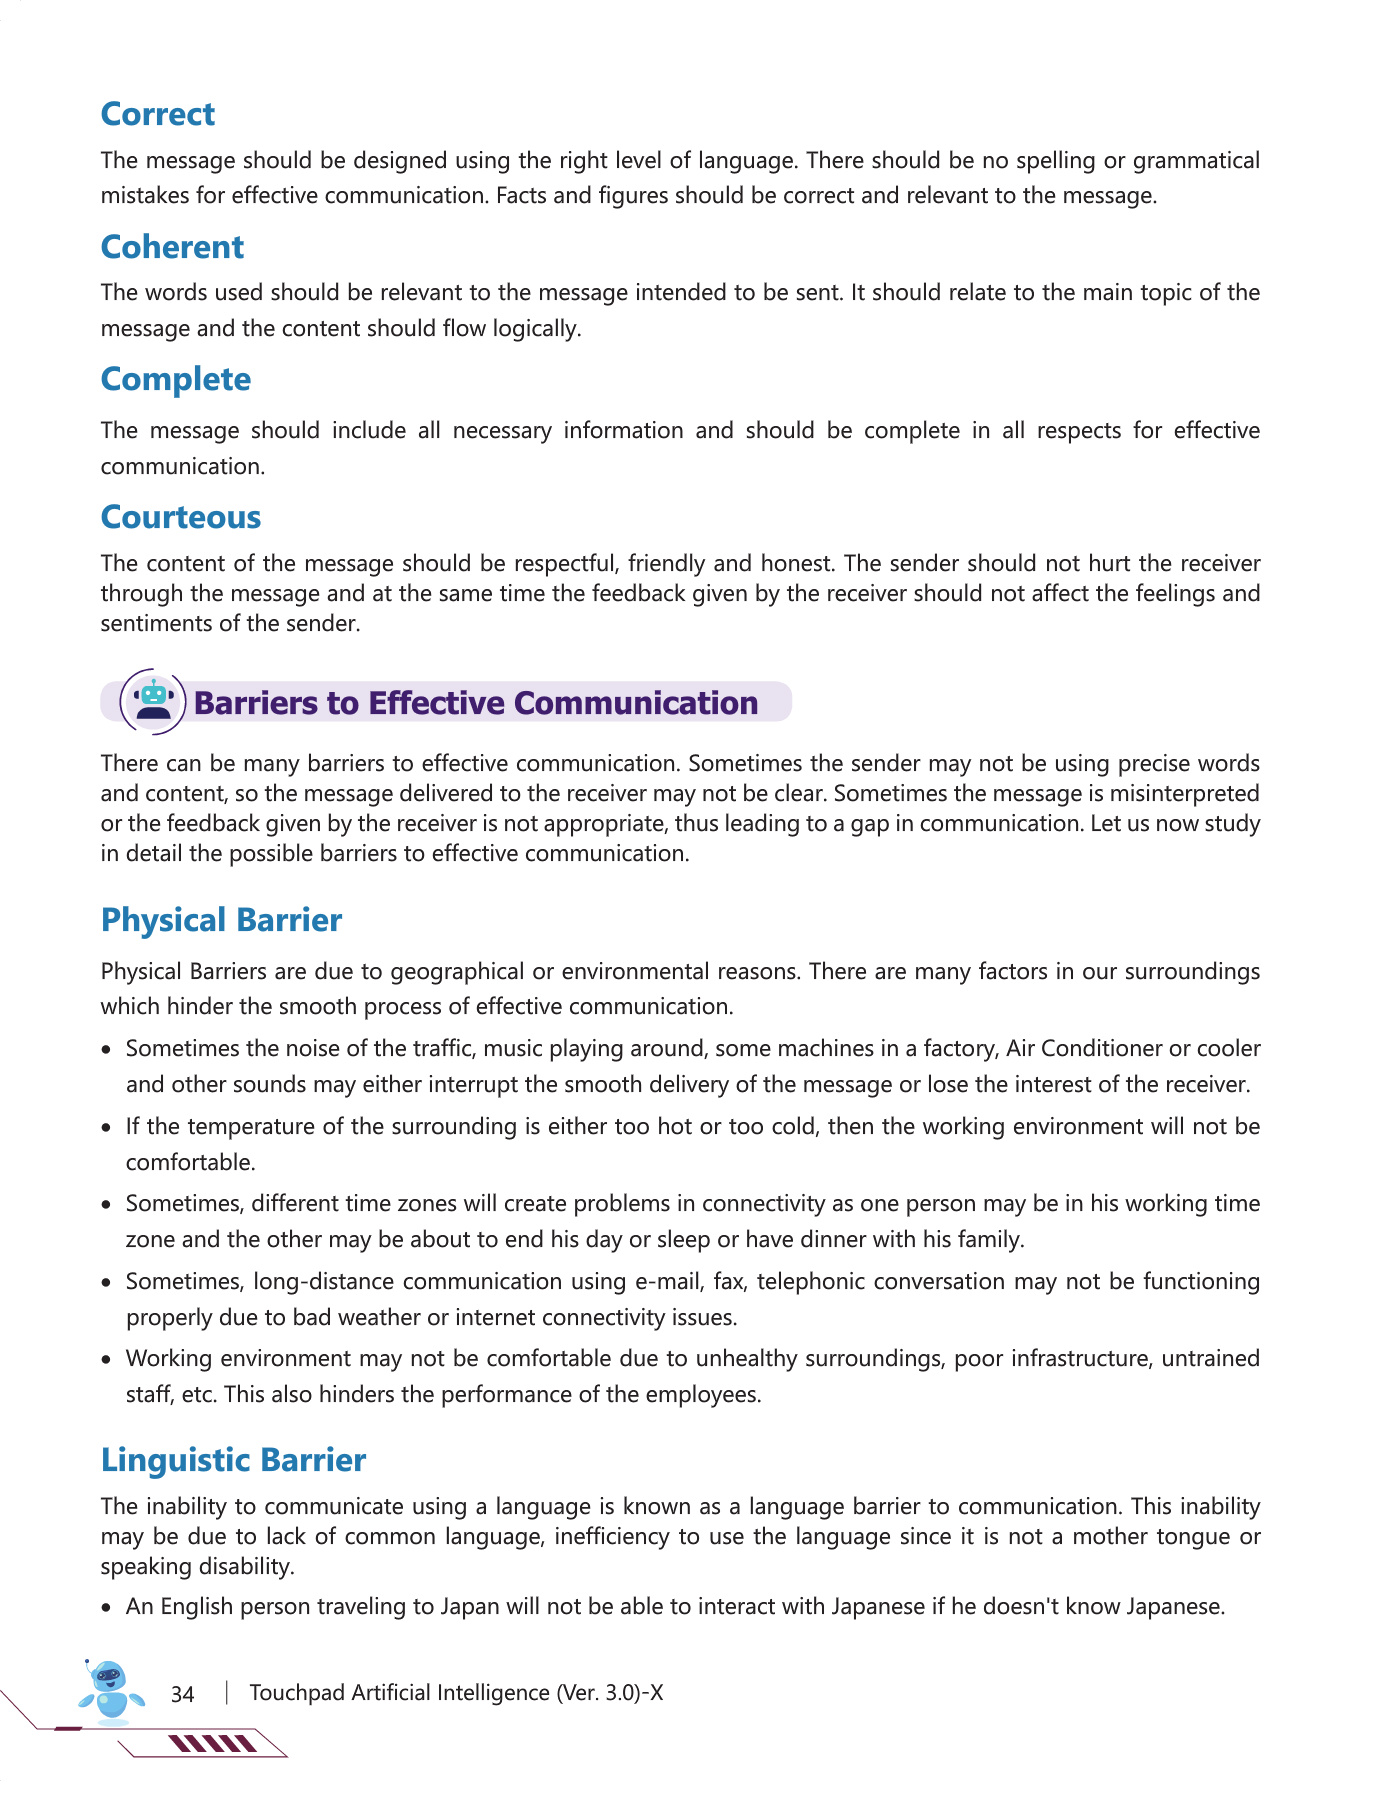 Correct
The message should be designed using the right level of language. There should be no spelling or grammatical
mistakes for effective communication. Facts and figures should be correct and relevant to the message.
Coherent
The words used should be relevant to the message intended to be sent. It should relate to the main topic of the
message and the content should flow logically.
Complete
The message should include all necessary information and should be complete in all respects for effective
communication.
Courteous
The content of the message should be respectful, friendly and honest. The sender should not hurt the receiver
through the message and at the same time the feedback given by the receiver should not affect the feelings and
sentiments of the sender.
Barriers to Effective Communication
There can be many barriers to effective communication. Sometimes the sender may not be using precise words
and content, so the message delivered to the receiver may not be clear. Sometimes the message is misinterpreted
or the feedback given by the receiver is not appropriate, thus leading to a gap in communication. Let us now study
in detail the possible barriers to effective communication.
Physical Barrier
Physical Barriers are due to geographical or environmental reasons. There are many factors in our surroundings
which hinder the smooth process of effective communication.
• Sometimes the noise of the traffic, music playing around, some machines in a factory, Air Conditioner or cooler
and other sounds may either interrupt the smooth delivery of the message or lose the interest of the receiver.
• If the temperature of the surrounding is either too hot or too cold, then the working environment will not be
comfortable.
• Sometimes, different time zones will create problems in connectivity as one person may be in his working time
zone and the other may be about to end his day or sleep or have dinner with his family.
• Sometimes, long-distance communication using e-mail, fax, telephonic conversation may not be functioning
properly due to bad weather or internet connectivity issues.
• Working environment may not be comfortable due to unhealthy surroundings, poor infrastructure, untrained
staff, etc. This also hinders the performance of the employees.
Linguistic Barrier
The inability to communicate using a language is known as a language barrier to communication. This inability
may be due to lack of common language, inefficiency to use the language since it is not a mother tongue or
speaking disability.
• An English person traveling to Japan will not be able to interact with Japanese if he doesn't know Japanese.
34 | Touchpad Artificial Intelligence (Ver. 3.0)-X